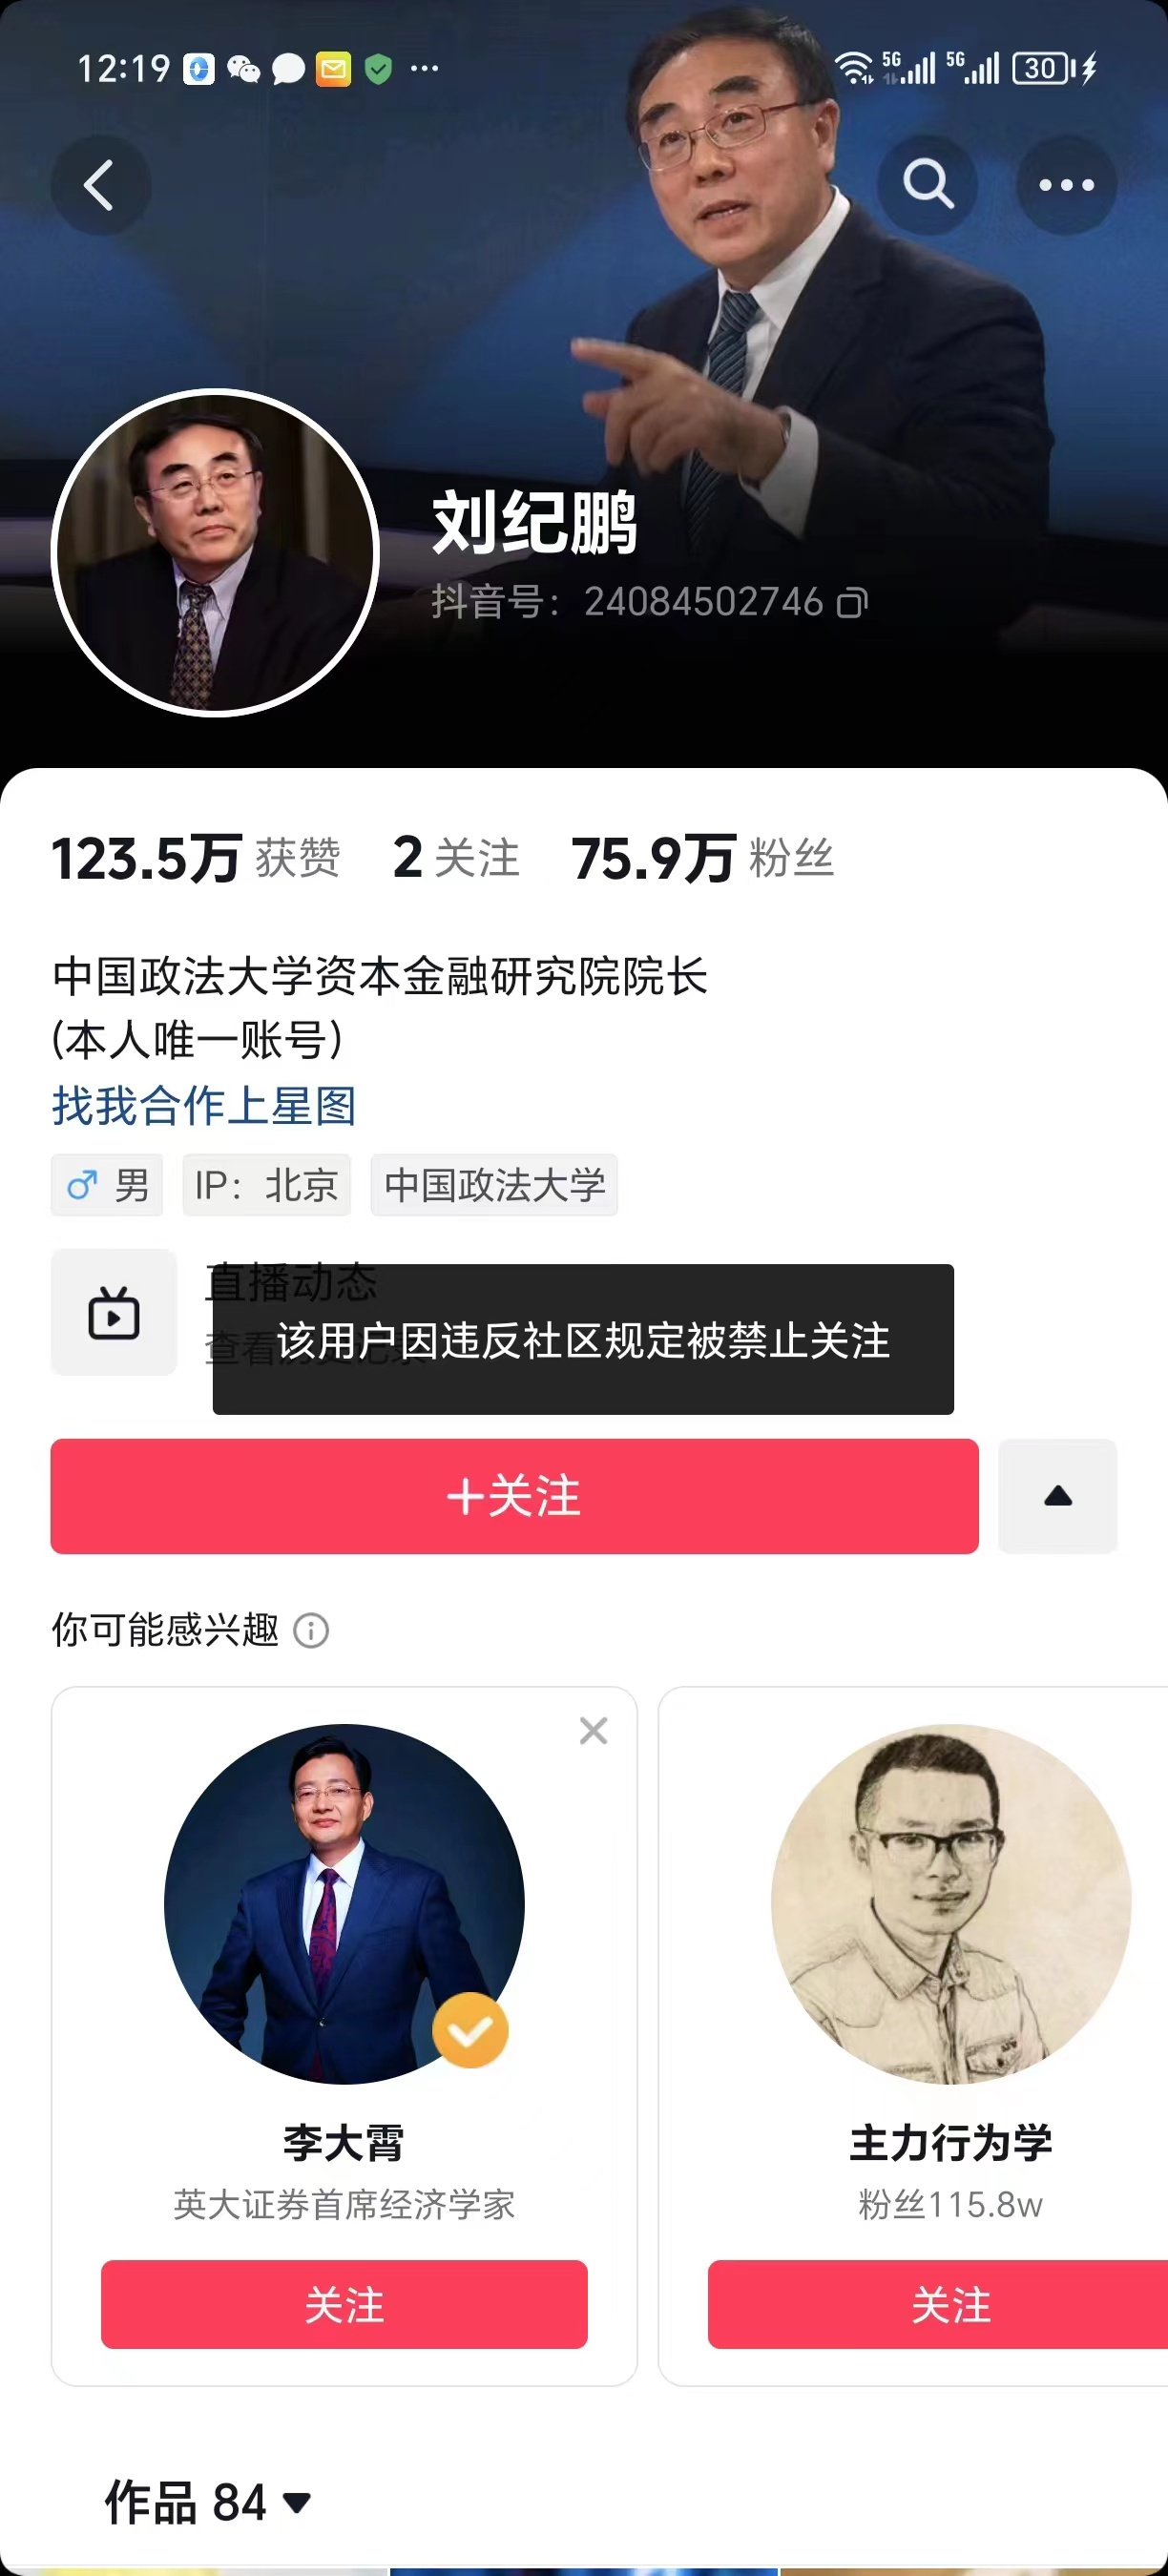 12:19
5G 5G 30
刘纪鹏
抖音号：24084502746
123.5万 获赞 2 关注 75.9万 粉丝
中国政法大学资本金融研究院院长
(本人唯一账号)
找我合作上星图
男 IP：北京 中国政法大学
直播动态
查看历史记录
该用户因违反社区规定被禁止关注
+关注
你可能感兴趣
李大霄
英大证券首席经济学家
关注
主力行为学
粉丝115.8w
关注
作品 84